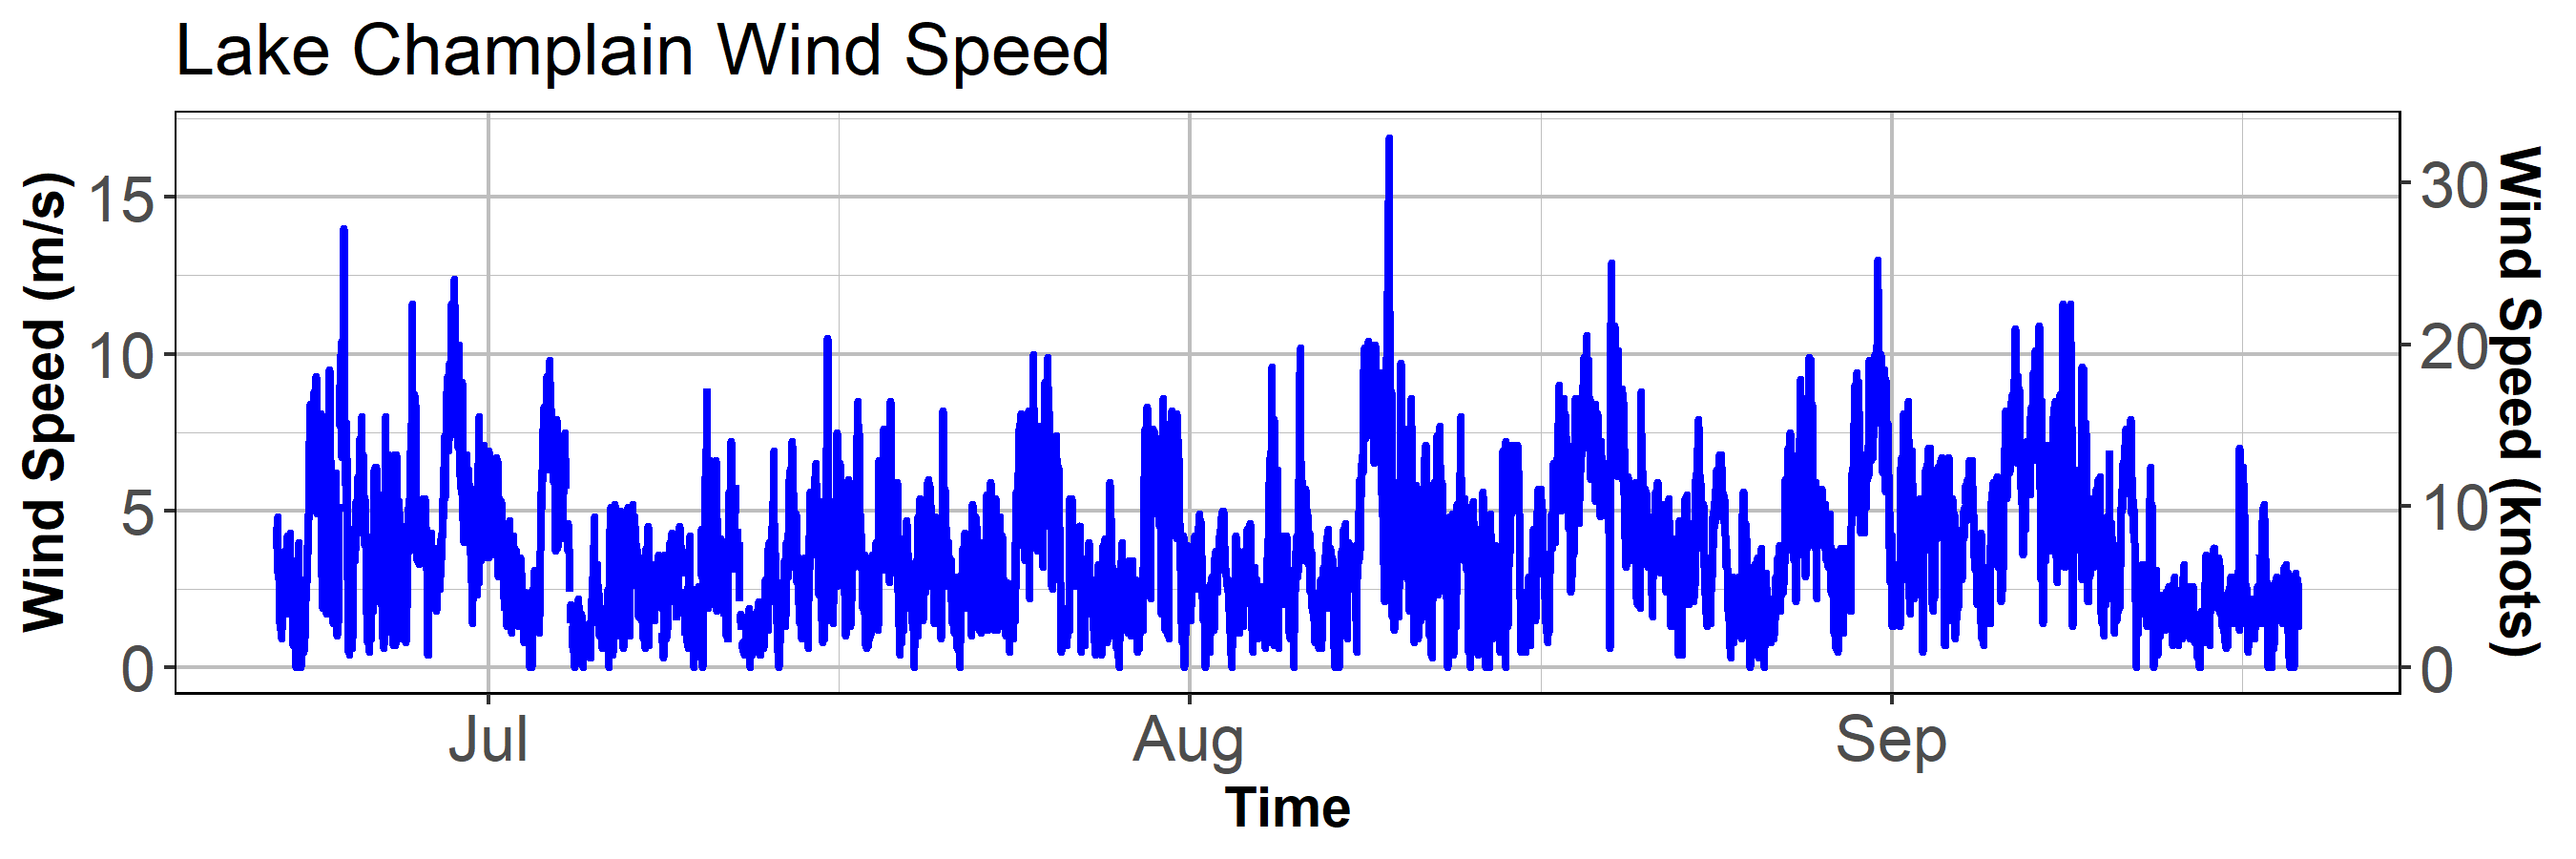 Lake Champlain Wind Speed
Wind Speed (m/s)
15
10
5
0
30
20
10
0
Wind Speed (knots)
Jul
Aug
Sep
Time